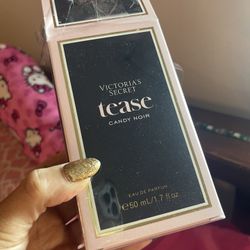 VICTORIA'S
SECRET
tease
CANDY NOIR
EAU DE PARFUM
℮50 mL/1.7 fl oz